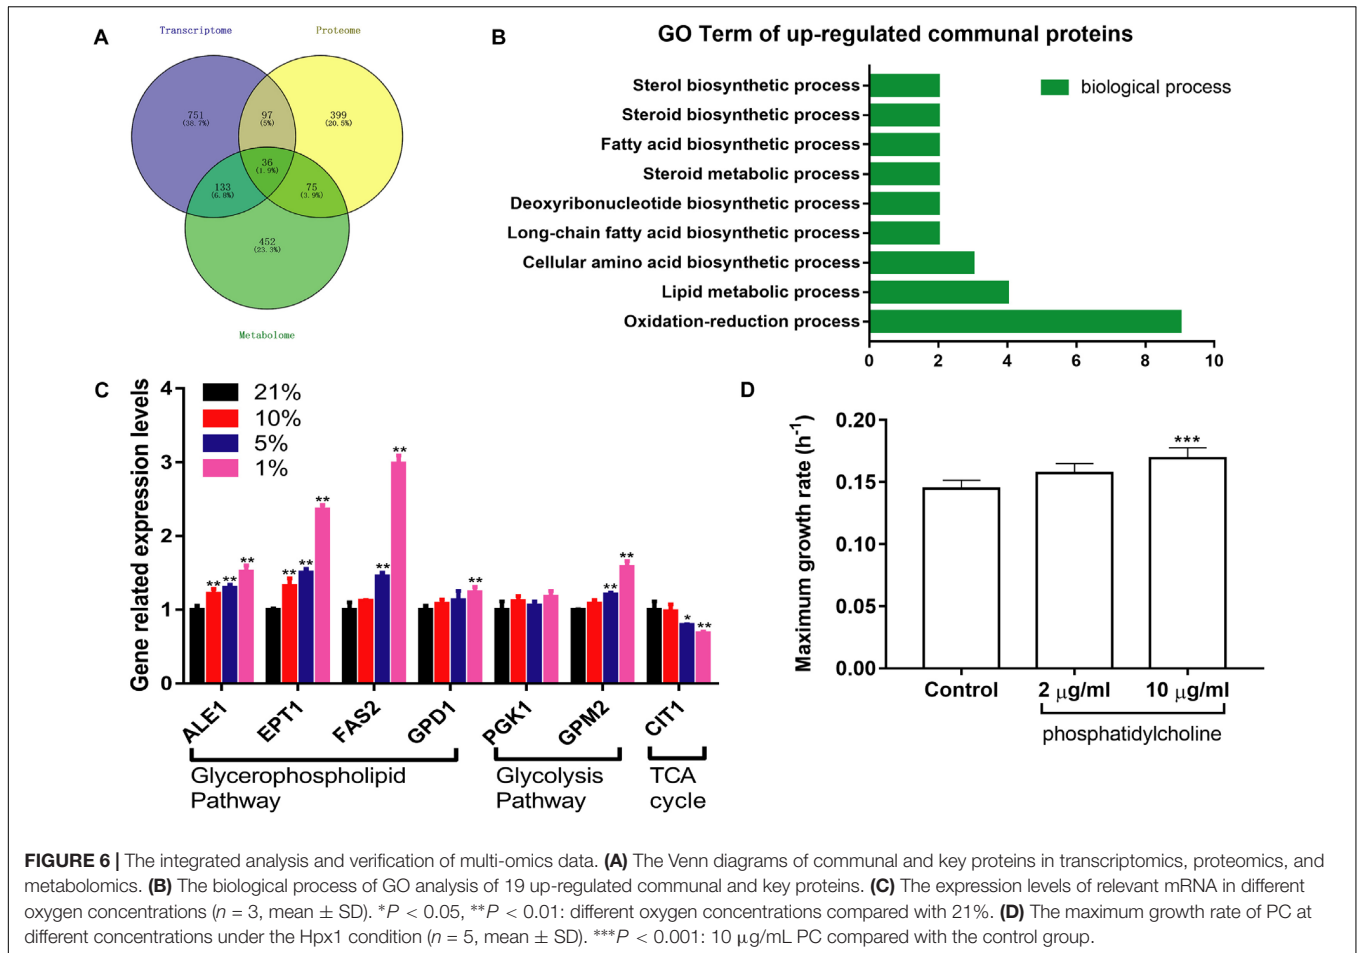 A
Transcriptome
Proteome
751
(38.7%)
97
(5%)
399
(20.5%)
36
(1.9%)
133
(6.8%)
75
(3.9%)
452
(23.3%)
Metabolome
B
GO Term of up-regulated communal proteins
biological process
Sterol biosynthetic process
Steroid biosynthetic process
Fatty acid biosynthetic process
Steroid metabolic process
Deoxyribonucleotide biosynthetic process
Long-chain fatty acid biosynthetic process
Cellular amino acid biosynthetic process
Lipid metabolic process
Oxidation-reduction process
0 2 4 6 8 10
C
Gene related expression levels
4
3
2
1
0
21%
10%
5%
1%
** ** **
** ** **
** **
**
** **
* **
ALE1 EPT1 FAS2 GPD1 PGK1 GPM2 CIT1
Glycerophospholipid Pathway
Glycolysis Pathway
TCA cycle
D
Maximum growth rate (h⁻¹)
0.20
0.15
0.10
0.05
0.00
***
Control 2 μg/ml 10 μg/ml
phosphatidylcholine
FIGURE 6 | The integrated analysis and verification of multi-omics data. (A) The Venn diagrams of communal and key proteins in transcriptomics, proteomics, and
metabolomics. (B) The biological process of GO analysis of 19 up-regulated communal and key proteins. (C) The expression levels of relevant mRNA in different
oxygen concentrations (n = 3, mean ± SD). *P < 0.05, **P < 0.01: different oxygen concentrations compared with 21%. (D) The maximum growth rate of PC at
different concentrations under the Hpx1 condition (n = 5, mean ± SD). ***P < 0.001: 10 μg/mL PC compared with the control group.